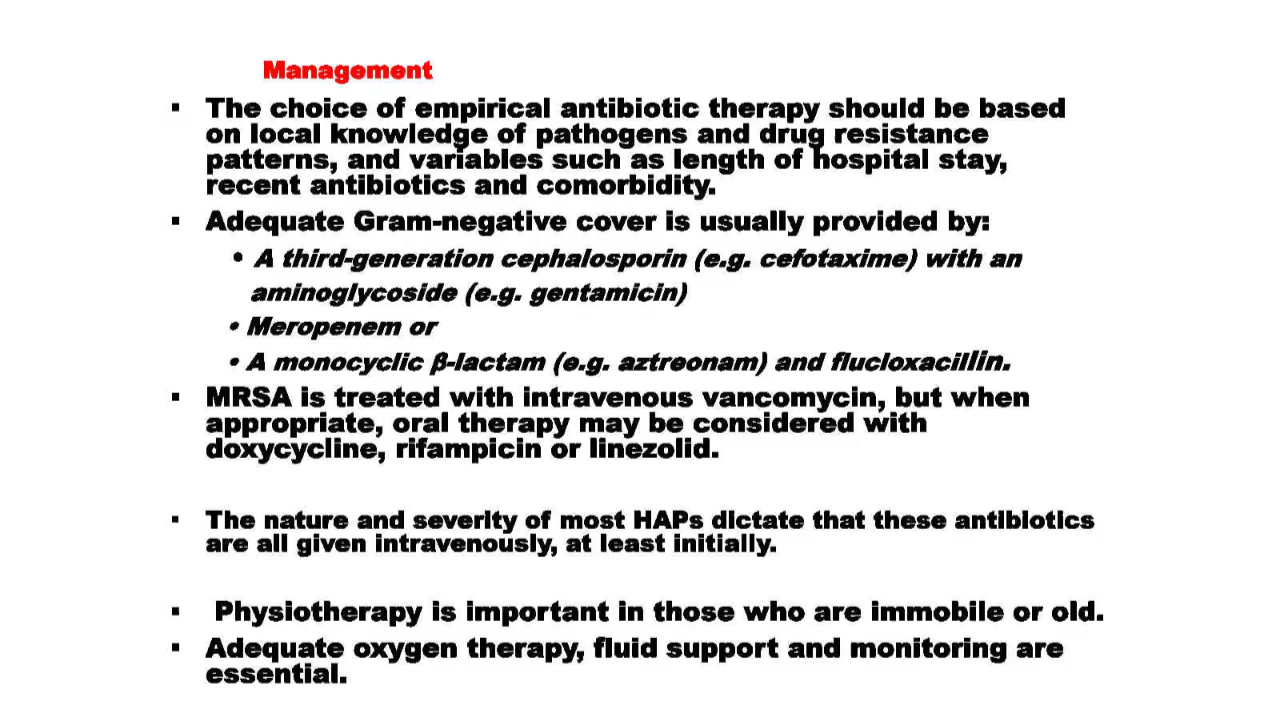 Management
▪ The choice of empirical antibiotic therapy should be based
on local knowledge of pathogens and drug resistance
patterns, and variables such as length of hospital stay,
recent antibiotics and comorbidity.
▪ Adequate Gram-negative cover is usually provided by:
• A third-generation cephalosporin (e.g. cefotaxime) with an
aminoglycoside (e.g. gentamicin)
• Meropenem or
• A monocyclic β-lactam (e.g. aztreonam) and flucloxacillin.
▪ MRSA is treated with intravenous vancomycin, but when
appropriate, oral therapy may be considered with
doxycycline, rifampicin or linezolid.
▪ The nature and severity of most HAPs dictate that these antibiotics
are all given intravenously, at least initially.
▪ Physiotherapy is important in those who are immobile or old.
▪ Adequate oxygen therapy, fluid support and monitoring are
essential.